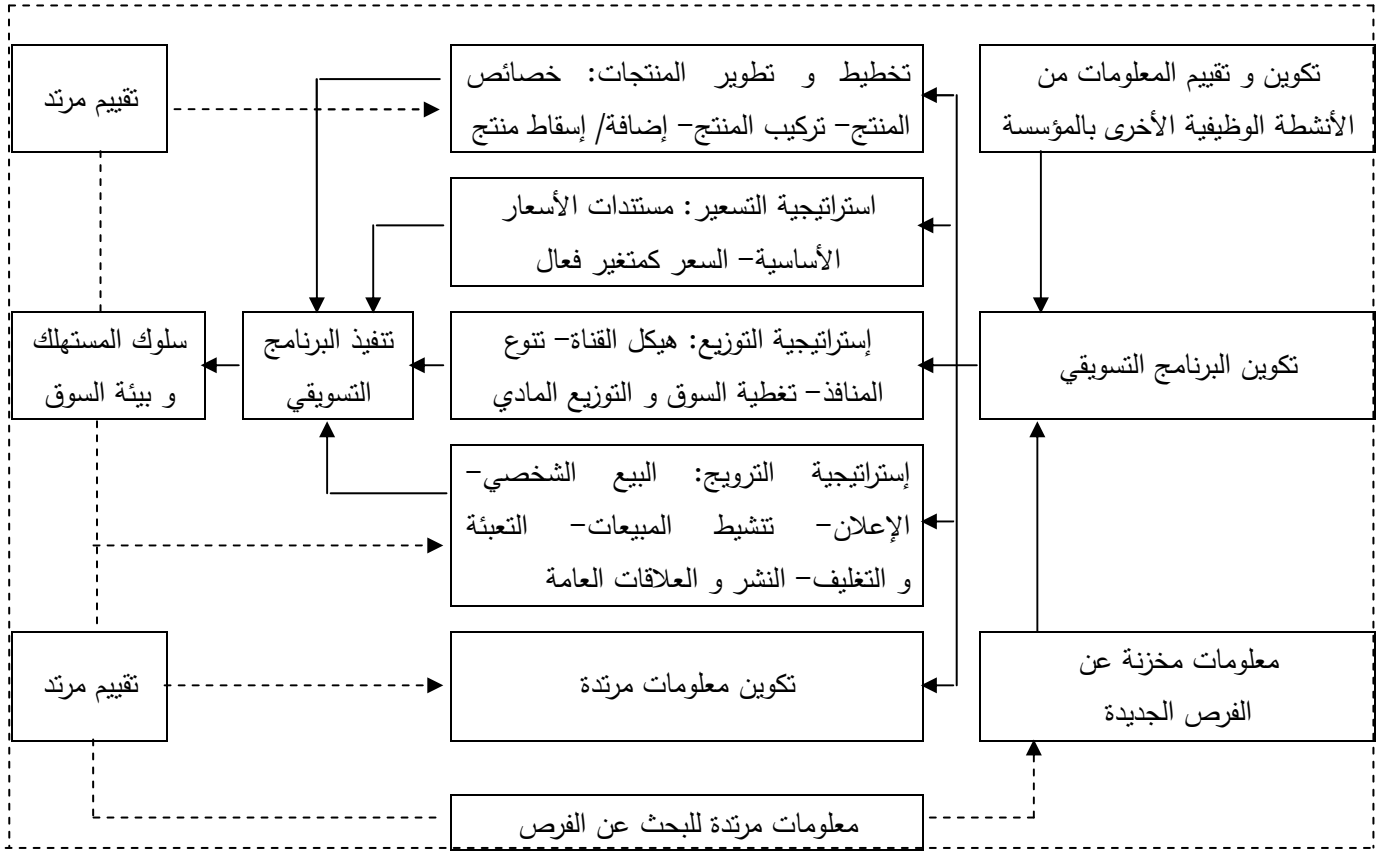 تكوين و تقييم المعلومات من
الأنشطة الوظيفية الأخرى بالمؤسسة
تخطيط و تطوير المنتجات: خصائص
المنتج– تركيب المنتج– إضافة/ إسقاط منتج
تقييم مرتد
استراتيجية التسعير: مستندات الأسعار
الأساسية– السعر كمتغير فعال
تكوين البرنامج التسويقي
إستراتيجية التوزيع: هيكل القناة– تنوع
المنافذ– تغطية السوق و التوزيع المادي
تنفيذ البرنامج
التسويقي
سلوك المستهلك
و بيئة السوق
إستراتيجية الترويج: البيع الشخصي–
الإعلان– تنشيط المبيعات– التعبئة
و التغليف– النشر و العلاقات العامة
معلومات مخزنة عن
الفرص الجديدة
تكوين معلومات مرتدة
تقييم مرتد
معلومات مرتدة للبحث عن الفرص